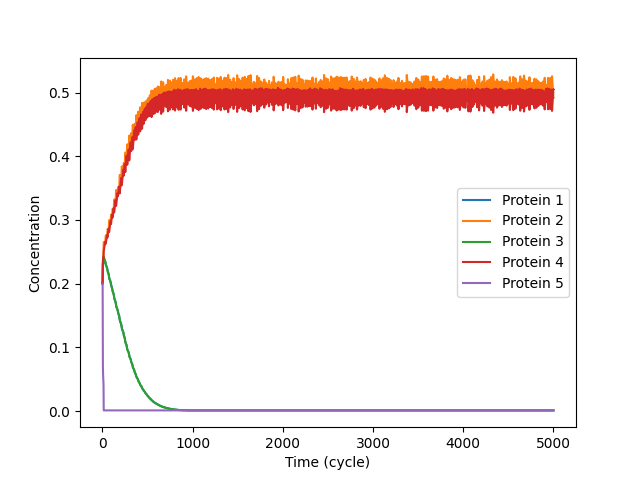 0.5
0.4
0.3
0.2
0.1
0.0
Concentration
Protein 1
Protein 2
Protein 3
Protein 4
Protein 5
0 1000 2000 3000 4000 5000
Time (cycle)